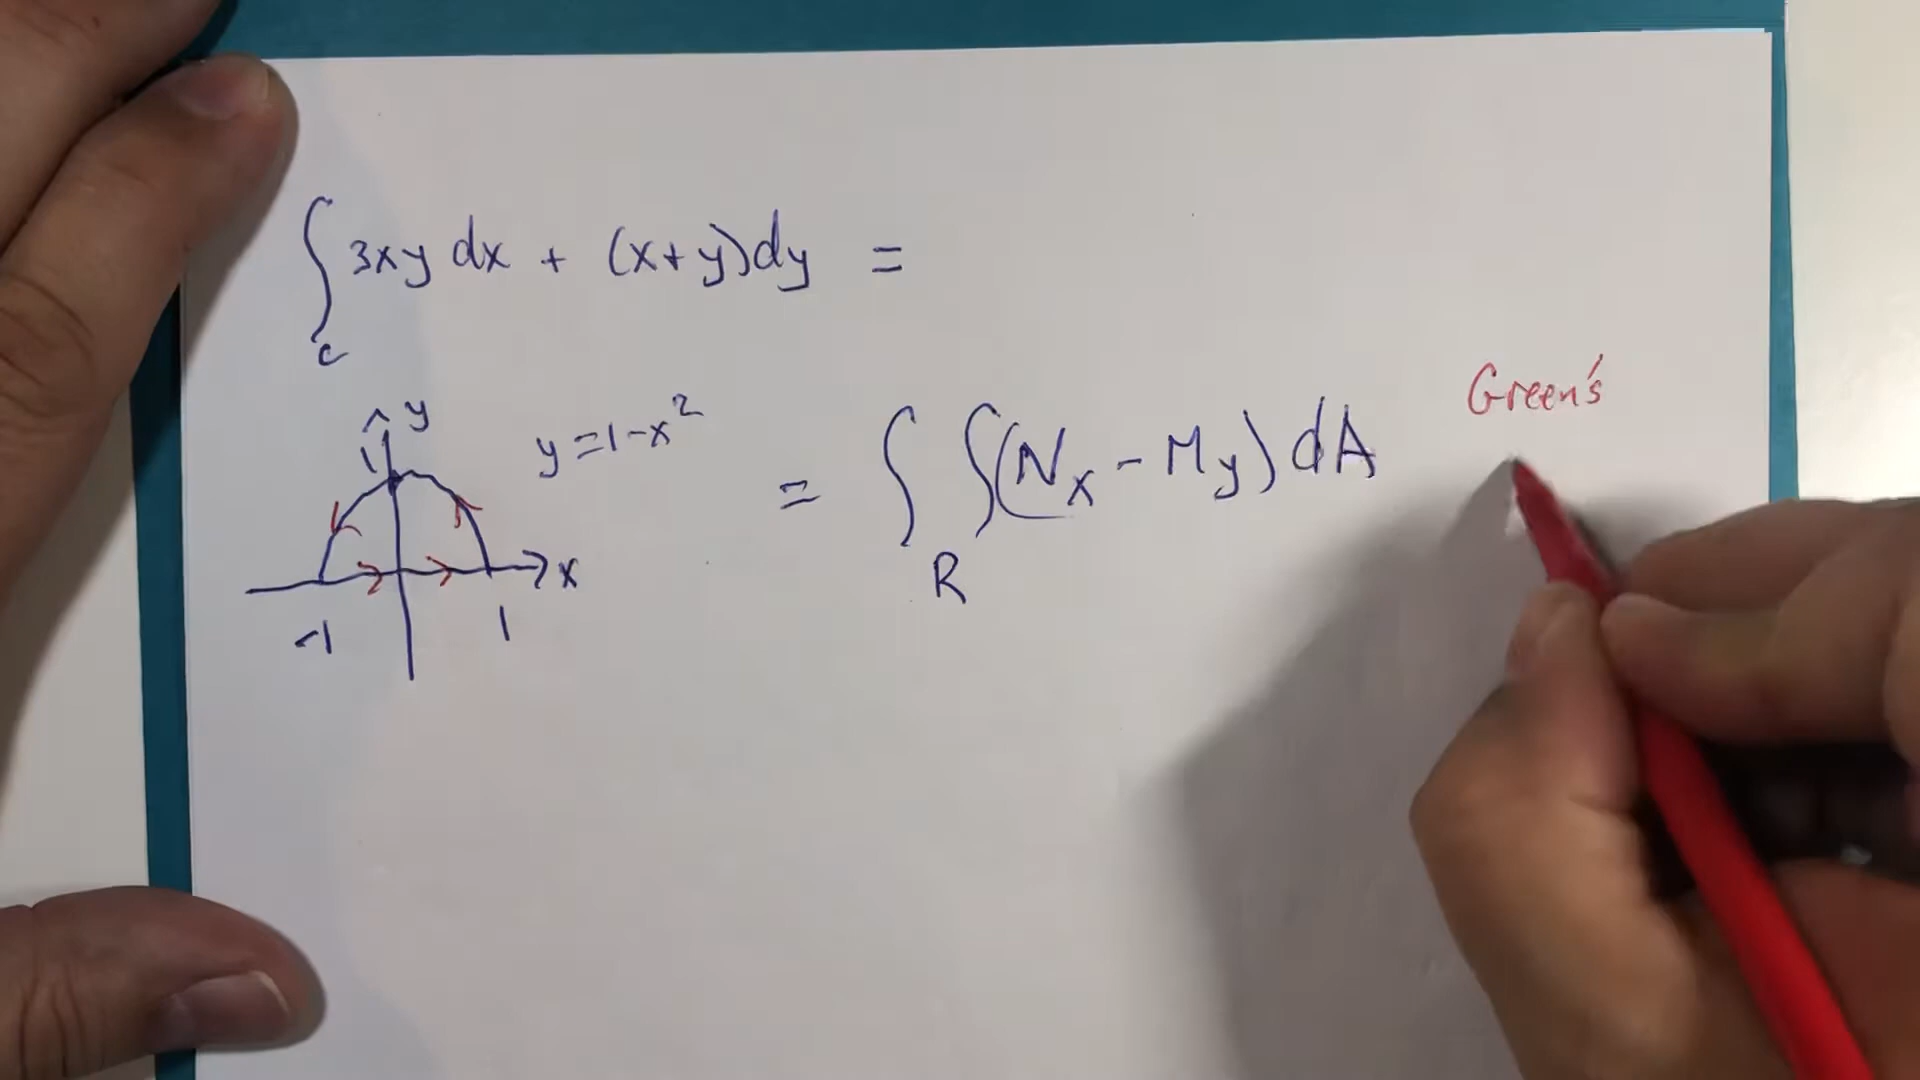 ∫_C 3xy dx + (x+y)dy =
y
1
y=1-x²
-1
1
x
= ∫∫_R (N_x - M_y) dA
Green's